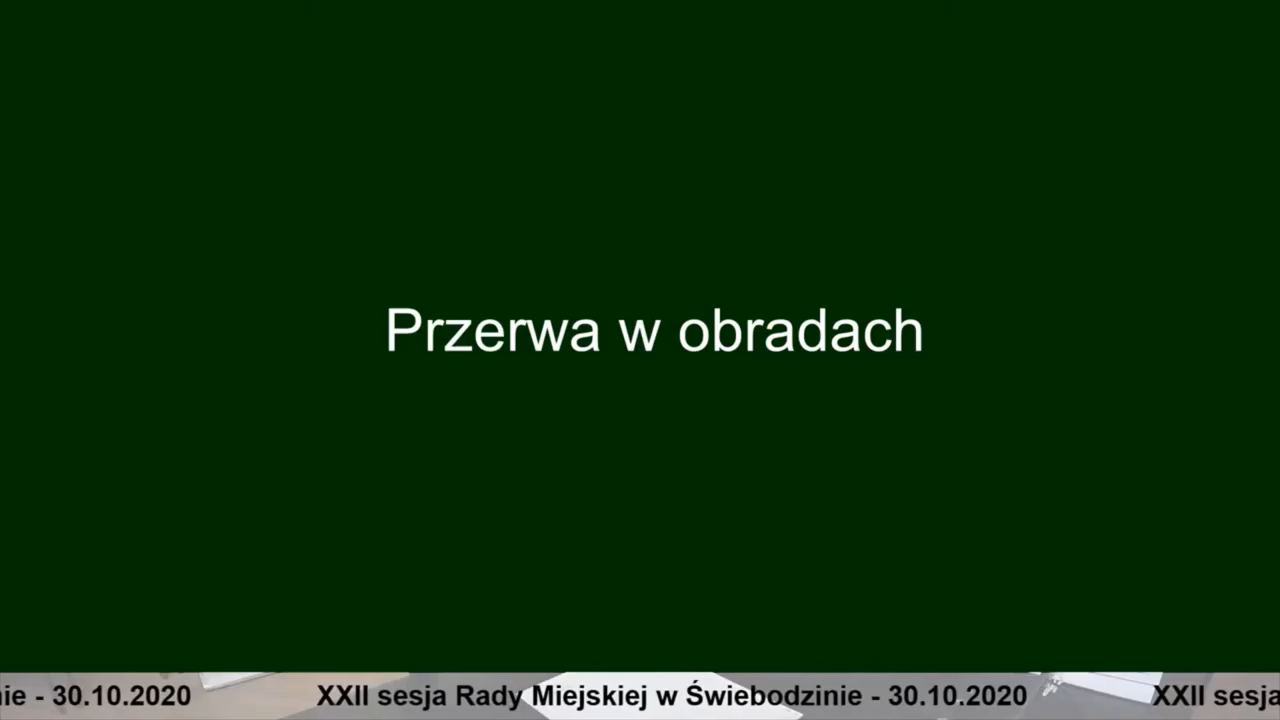 Przerwa w obradach
nie - 30.10.2020 XXII sesja Rady Miejskiej w Świebodzinie - 30.10.2020 XXII sesja